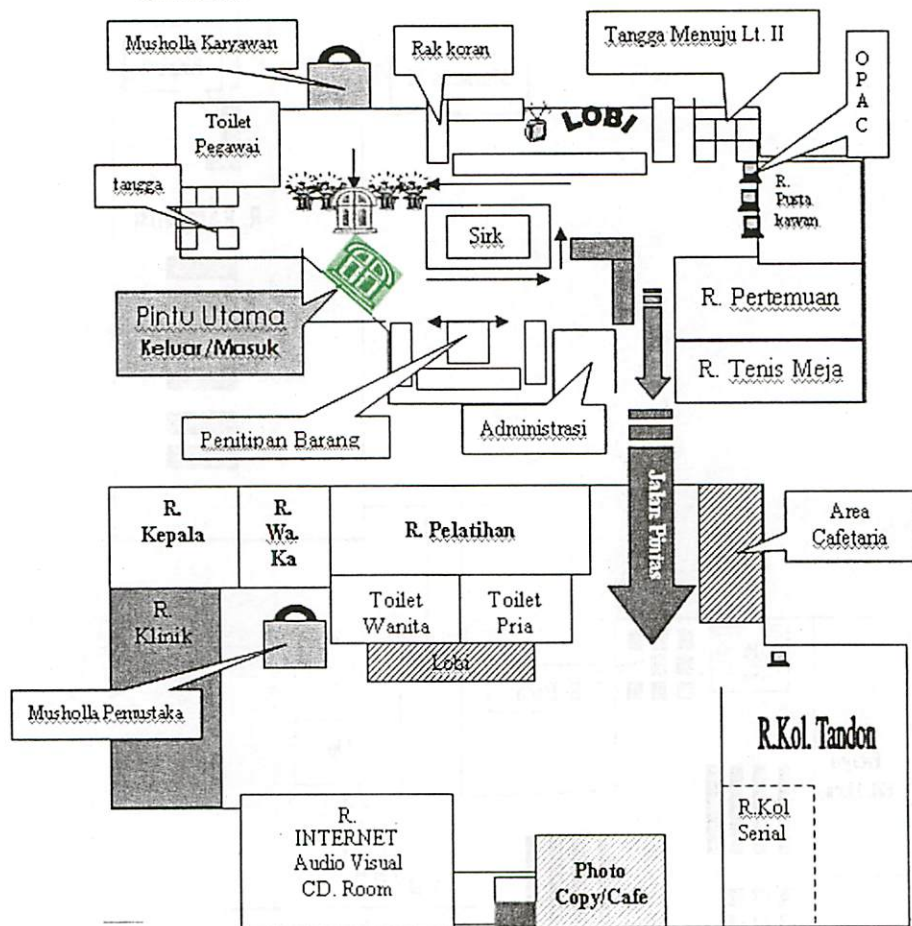 Musholla Karyawan
Rak koran
Tangga Menuju Lt. II
O
P
A
C
Toilet
Pegawai
LOBI
tangga
R.
Pusta
kawan
Sirk
Pintu Utama
Keluar/Masuk
R. Pertemuan
R. Tenis Meja
Penitipan Barang
Administrasi
Jalan Pintas
R.
Kepala
R.
Wa.
Ka
R. Pelatihan
Area
Cafetaria
R.
Klinik
Toilet
Wanita
Toilet
Pria
Lobi
Musholla Pemustaka
R.Kol. Tandon
R.Kol
Serial
R.
INTERNET
Audio Visual
CD. Room
Photo
Copy/Cafe